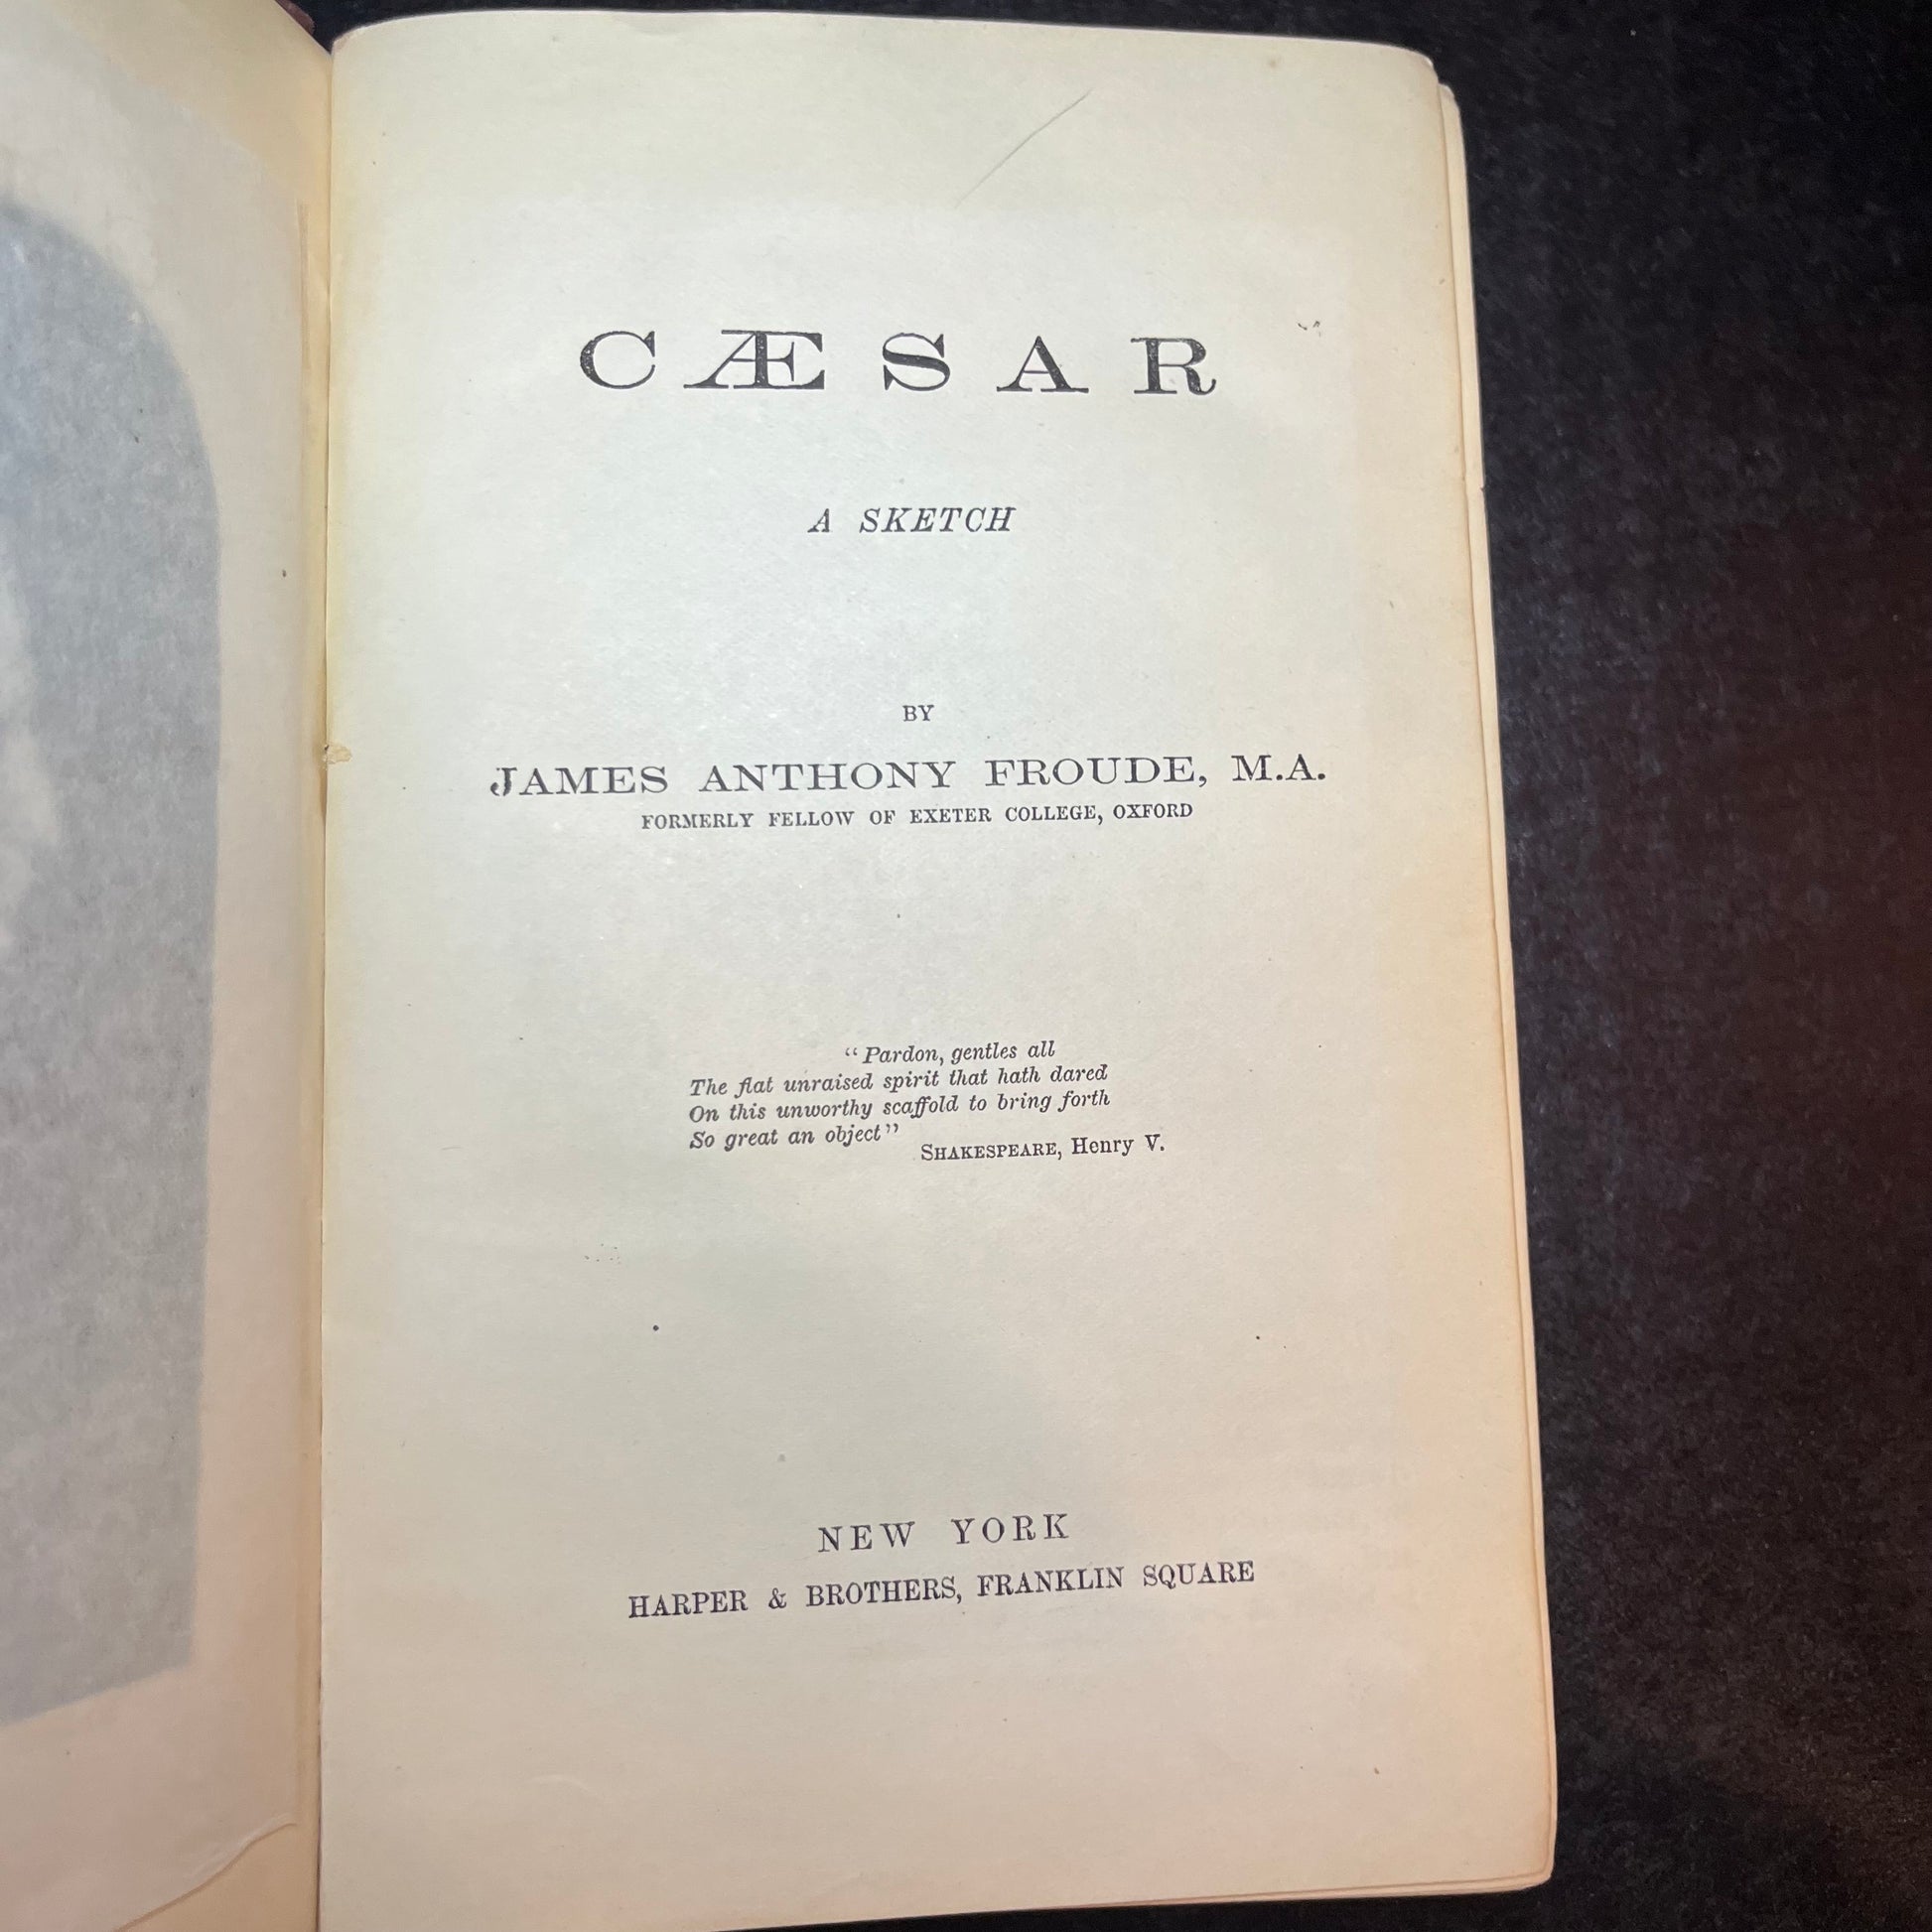 CÆSAR
A SKETCH
BY
JAMES ANTHONY FROUDE, M.A.
FORMERLY FELLOW OF EXETER COLLEGE, OXFORD
“Pardon, gentles all
The flat unraised spirit that hath dared
On this unworthy scaffold to bring forth
So great an object”
SHAKESPEARE, Henry V.
NEW YORK
HARPER & BROTHERS, FRANKLIN SQUARE